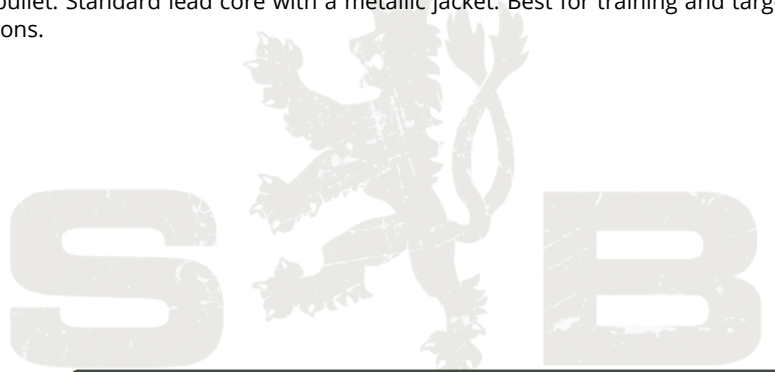 bullet. Standard lead core with a metallic jacket. Best for training and targ
ons.
S B